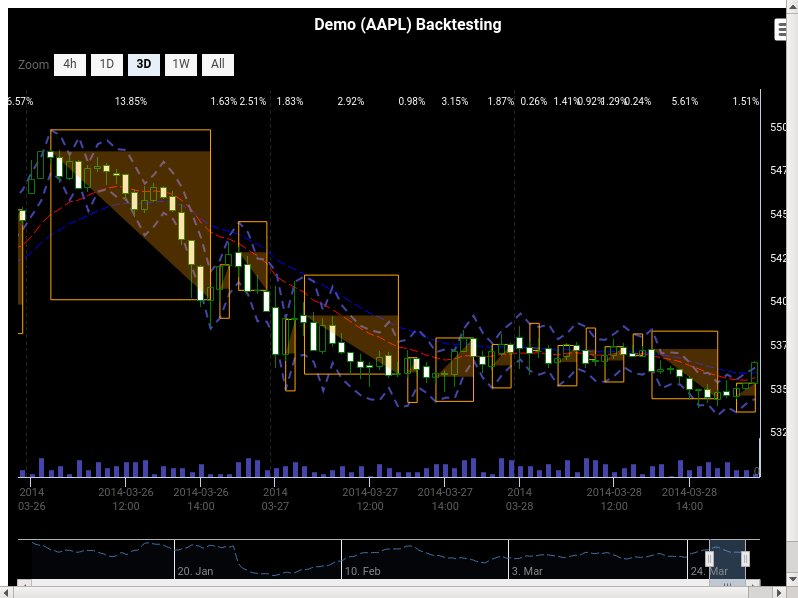 Demo (AAPL) Backtesting
Zoom 4h 1D 3D 1W All
6.57% 13.85% 1.63% 2.51% 1.83% 2.92% 0.98% 3.15% 1.87% 0.26% 1.41% 0.92% 1.29% 0.24% 5.61% 1.51%
550
547
545
542
540
537
535
532
0
2014 2014-03-26 2014-03-26 2014 2014-03-27 2014-03-27 2014 2014-03-28 2014-03-28
03-26 12:00 14:00 03-27 12:00 14:00 03-28 12:00 14:00
20. Jan 10. Feb 3. Mar 24. Mar